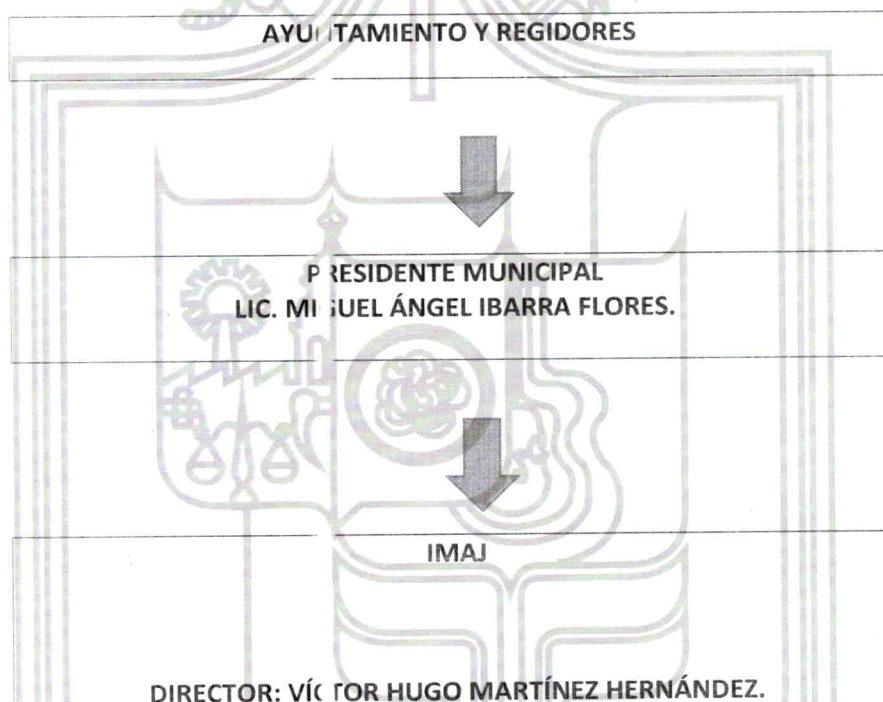 AYUNTAMIENTO Y REGIDORES
PRESIDENTE MUNICIPAL
LIC. MIGUEL ÁNGEL IBARRA FLORES.
IMAJ
DIRECTOR: VÍCTOR HUGO MARTÍNEZ HERNÁNDEZ.